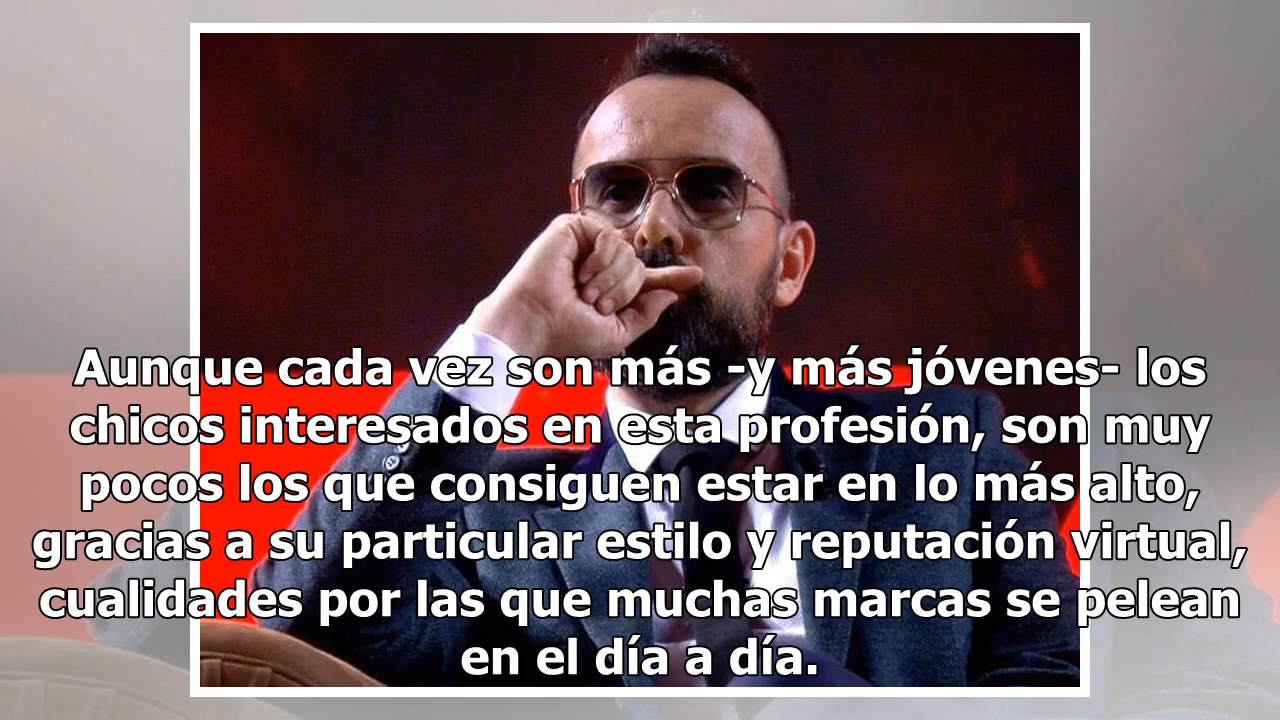 Aunque cada vez son más -y más jóvenes- los
chicos interesados en esta profesión, son muy
pocos los que consiguen estar en lo más alto,
gracias a su particular estilo y reputación virtual,
cualidades por las que muchas marcas se pelean
en el día a día.